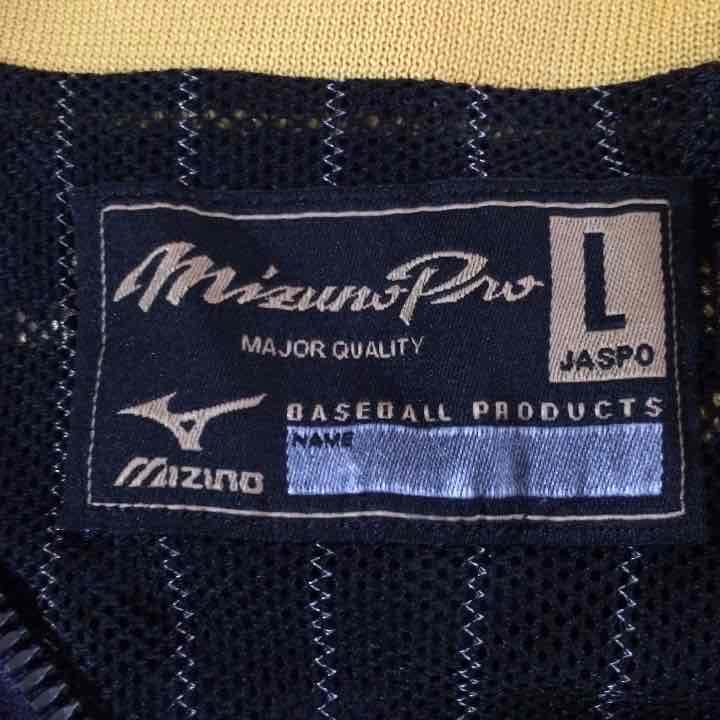 Mizuno Pro
L
JASPO
MAJOR QUALITY
BASEBALL PRODUCTS
NAME
MIZUNO